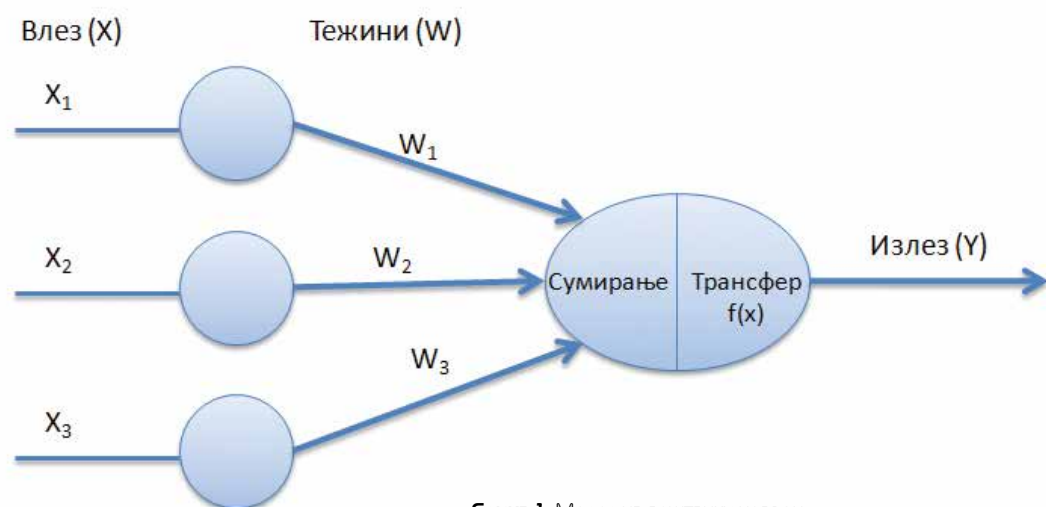 Влез (X)
Тежини (W)
X₁
W₁
X₂
W₂
Сумирање
Трансфер
f(x)
Излез (Y)
W₃
X₃